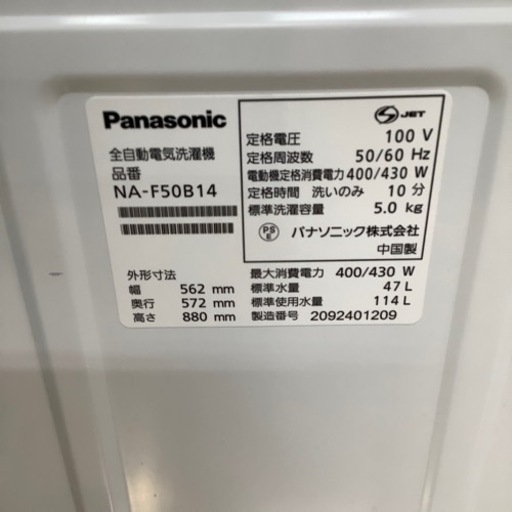 Panasonic
全自動電気洗濯機
品番
NA-F50B14
S JET
定格電圧 100 V
定格周波数 50/60 Hz
電動機定格消費電力 400/430 W
定格時間 洗いのみ 10 分
標準洗濯容量 5.0 kg
PS E パナソニック株式会社
中国製
外形寸法
幅 562 mm
奥行 572 mm
高さ 880 mm
最大消費電力 400/430 W
標準水量 47 L
標準使用水量 114 L
製造番号 2092401209